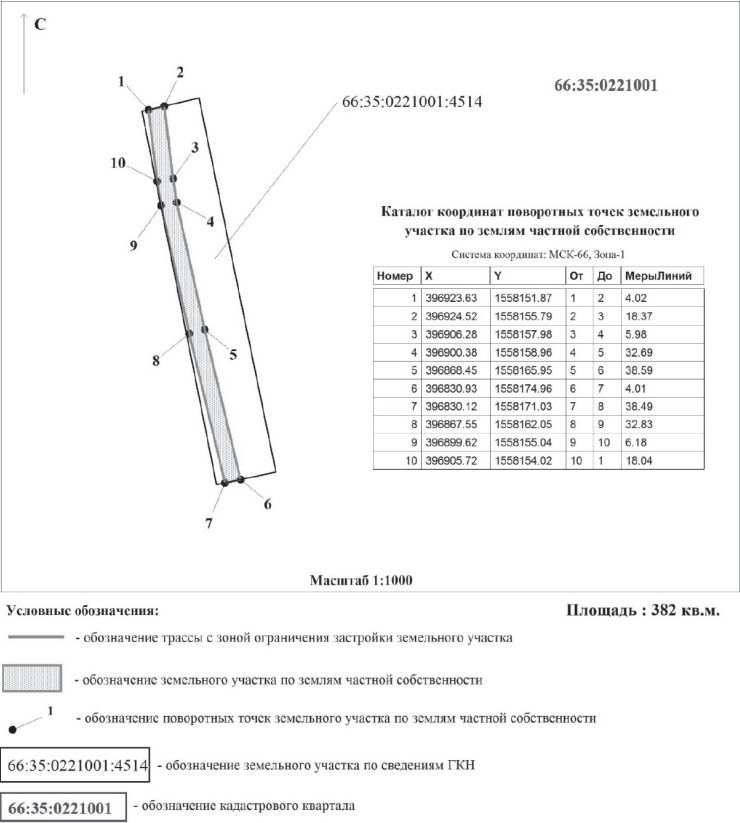 С
1
2
66:35:0221001
66:35:0221001:4514
3
10
4
9
Каталог координат поворотных точек земельного
участка по землям частной собственности
Система координат: МСК-66, Зона-1
Номер X Y От До МерыЛиний
1 396923.63 1558151.87 1 2 4.02
2 396924.52 1558155.79 2 3 18.37
3 396906.28 1558157.98 3 4 5.98
4 396900.38 1558158.96 4 5 32.69
5 396868.45 1558165.95 5 6 38.59
6 396830.93 1558174.96 6 7 4.01
7 396830.12 1558171.03 7 8 38.49
8 396867.55 1558162.05 8 9 32.83
9 396899.62 1558155.04 9 10 6.18
10 396905.72 1558154.02 10 1 18.04
8
5
6
7
Масштаб 1:1000
Условные обозначения:
Площадь : 382 кв.м.
- обозначение трассы с зоной ограничения застройки земельного участка
- обозначение земельного участка по землям частной собственности
1
- обозначение поворотных точек земельного участка по землям частной собственности
66:35:0221001:4514 - обозначение земельного участка по сведениям ГКН
66:35:0221001 - обозначение кадастрового квартала